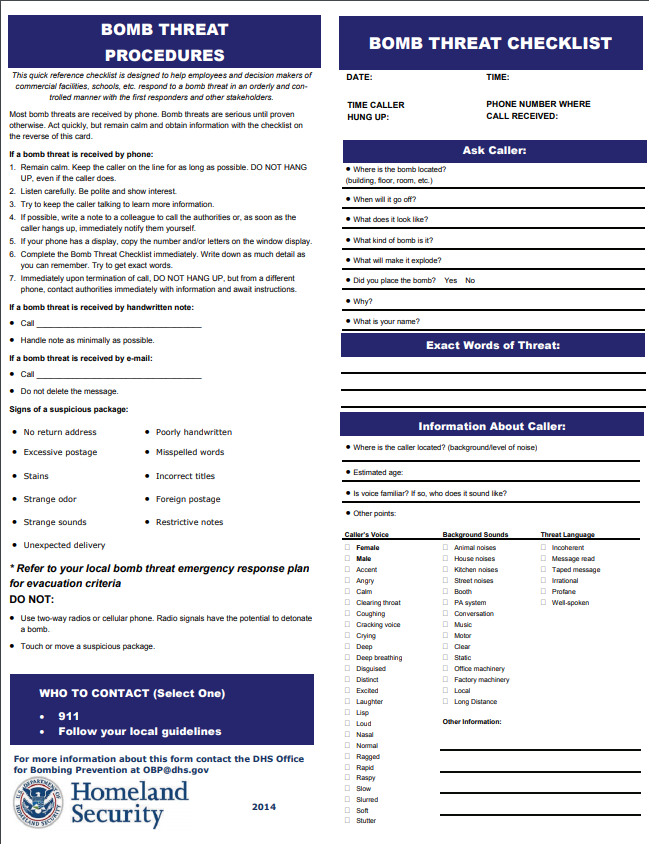 BOMB THREAT
PROCEDURES
This quick reference checklist is designed to help employees and decision makers of
commercial facilities, schools, etc. respond to a bomb threat in an orderly and con-
trolled manner with the first responders and other stakeholders.
Most bomb threats are received by phone. Bomb threats are serious until proven
otherwise. Act quickly, but remain calm and obtain information with the checklist on
the reverse of this card.
If a bomb threat is received by phone:
1. Remain calm. Keep the caller on the line for as long as possible. DO NOT HANG
UP, even if the caller does.
2. Listen carefully. Be polite and show interest.
3. Try to keep the caller talking to learn more information.
4. If possible, write a note to a colleague to call the authorities or, as soon as the
caller hangs up, immediately notify them yourself.
5. If your phone has a display, copy the number and/or letters on the window display.
6. Complete the Bomb Threat Checklist immediately. Write down as much detail as
you can remember. Try to get exact words.
7. Immediately upon termination of call, DO NOT HANG UP, but from a different
phone, contact authorities immediately with information and await instructions.
If a bomb threat is received by handwritten note:
• Call ____________________________________
• Handle note as minimally as possible.
If a bomb threat is received by e-mail:
• Call ____________________________________
• Do not delete the message.
Signs of a suspicious package:
• No return address • Poorly handwritten
• Excessive postage • Misspelled words
• Stains • Incorrect titles
• Strange odor • Foreign postage
• Strange sounds • Restrictive notes
• Unexpected delivery
* Refer to your local bomb threat emergency response plan
for evacuation criteria
DO NOT:
• Use two-way radios or cellular phone. Radio signals have the potential to detonate
a bomb.
• Touch or move a suspicious package.
WHO TO CONTACT (Select One)
• 911
• Follow your local guidelines
For more information about this form contact the DHS Office
for Bombing Prevention at OBP@dhs.gov
Homeland
Security
2014
BOMB THREAT CHECKLIST
DATE: TIME:
TIME CALLER PHONE NUMBER WHERE
HUNG UP: CALL RECEIVED:
Ask Caller:
• Where is the bomb located?
(building, floor, room, etc.)
• When will it go off?
• What does it look like?
• What kind of bomb is it?
• What will make it explode?
• Did you place the bomb? Yes No
• Why?
• What is your name?
Exact Words of Threat:
Information About Caller:
• Where is the caller located? (background/level of noise)
• Estimated age:
• Is voice familiar? If so, who does it sound like?
• Other points:
Caller's Voice Background Sounds Threat Language
☐ Female ☐ Animal noises ☐ Incoherent
☐ Male ☐ House noises ☐ Message read
☐ Accent ☐ Kitchen noises ☐ Taped message
☐ Angry ☐ Street noises ☐ Irrational
☐ Calm ☐ Booth ☐ Profane
☐ Clearing throat ☐ PA system ☐ Well-spoken
☐ Coughing ☐ Conversation
☐ Cracking voice ☐ Music
☐ Crying ☐ Motor
☐ Deep ☐ Clear
☐ Deep breathing ☐ Static
☐ Disguised ☐ Office machinery
☐ Distinct ☐ Factory machinery
☐ Excited ☐ Local
☐ Laughter ☐ Long Distance
☐ Lisp
☐ Loud Other Information:
☐ Nasal
☐ Normal
☐ Ragged
☐ Rapid
☐ Raspy
☐ Slow
☐ Slurred
☐ Soft
☐ Stutter